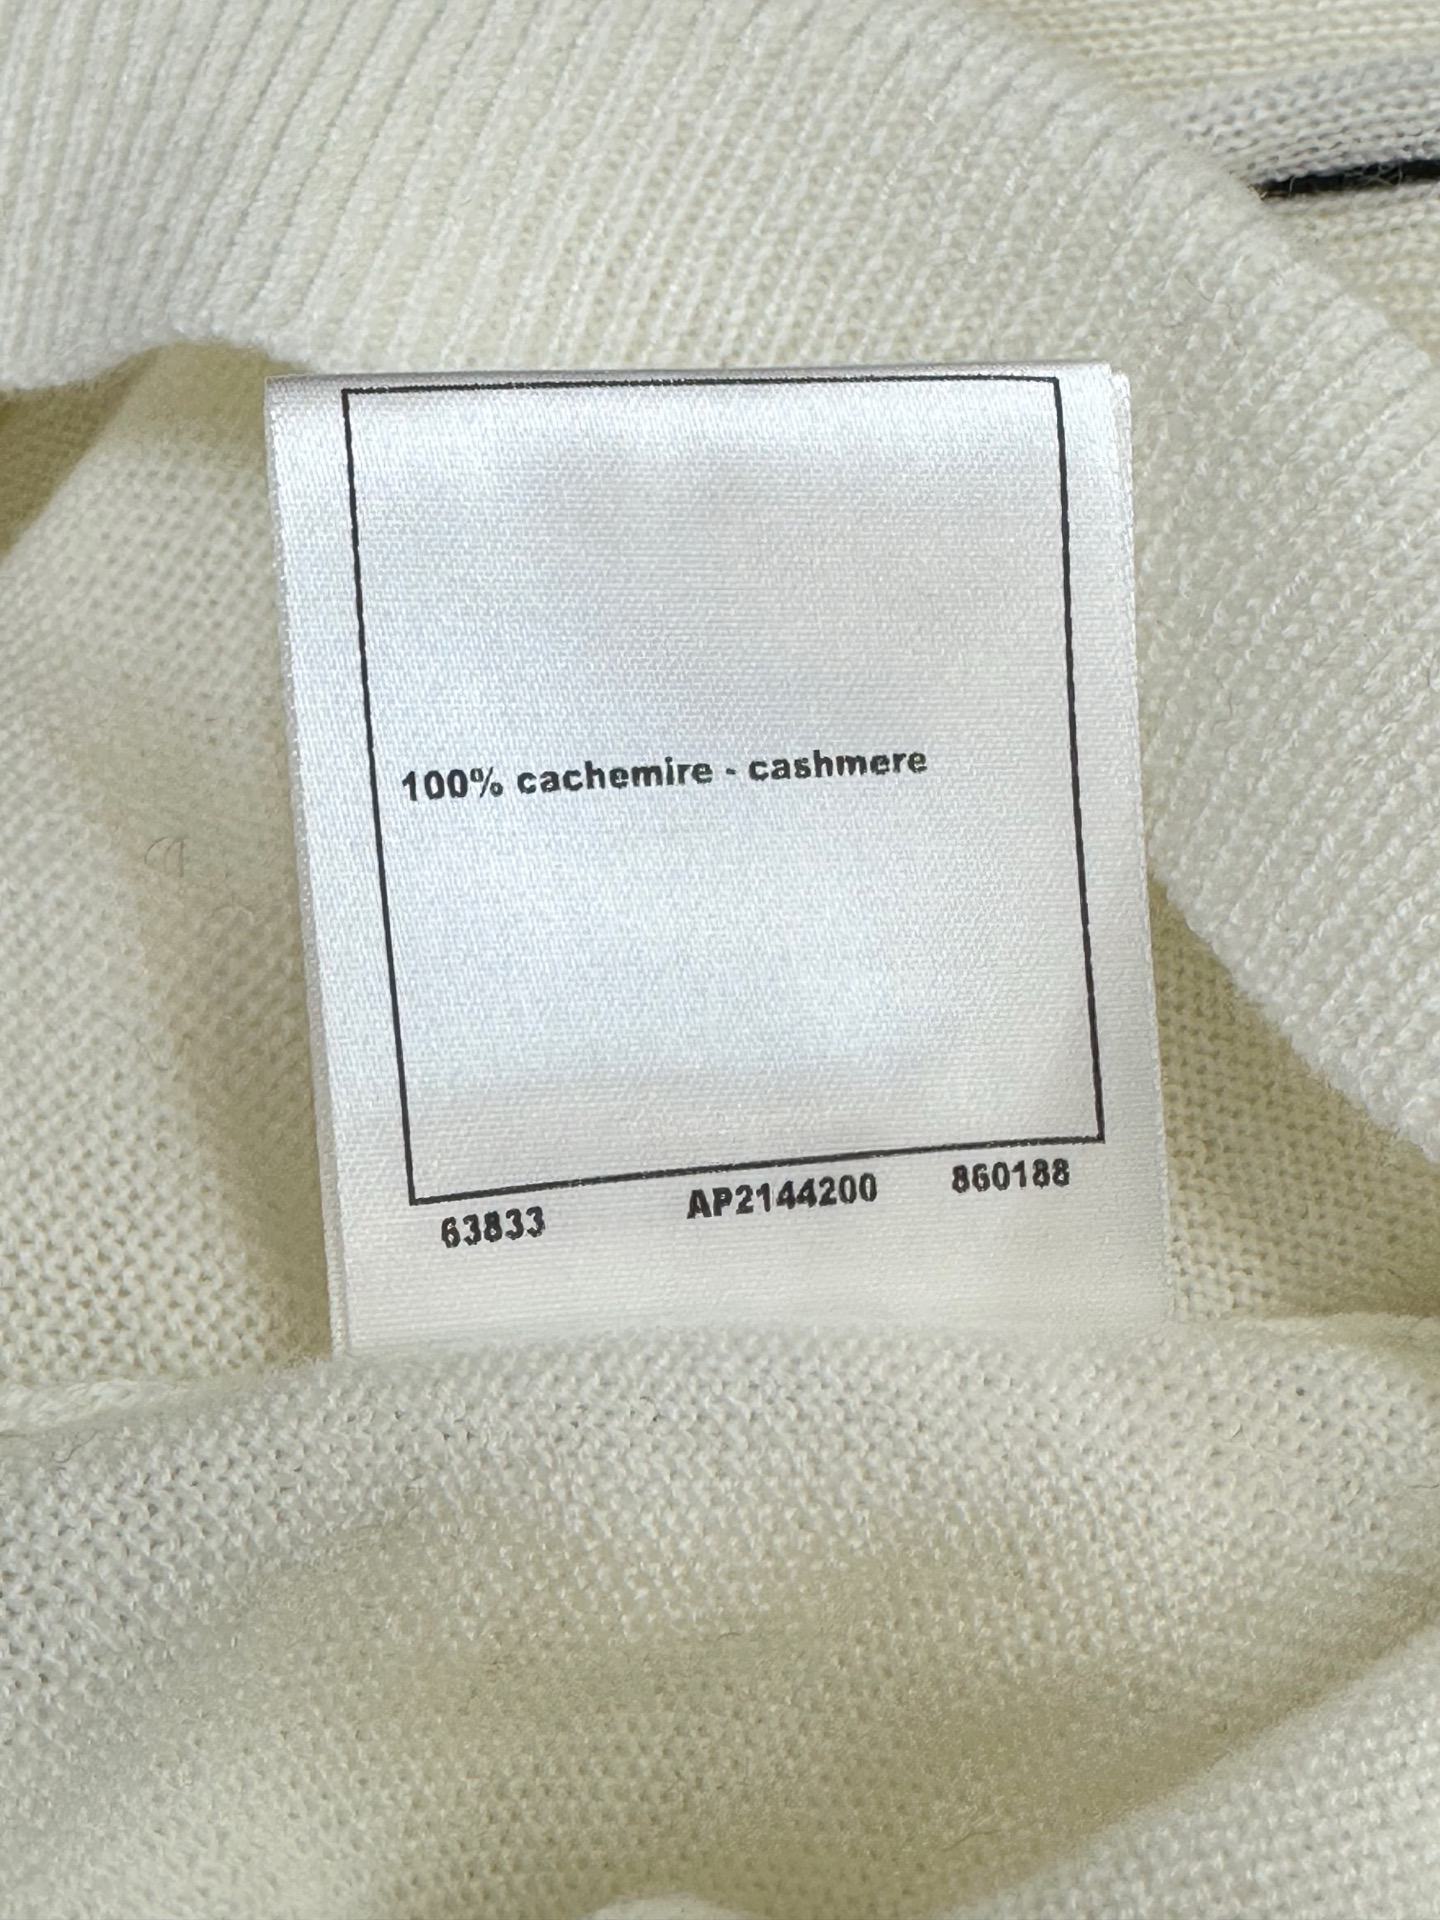 100% cachemire - cashmere
63833 AP2144200 860188